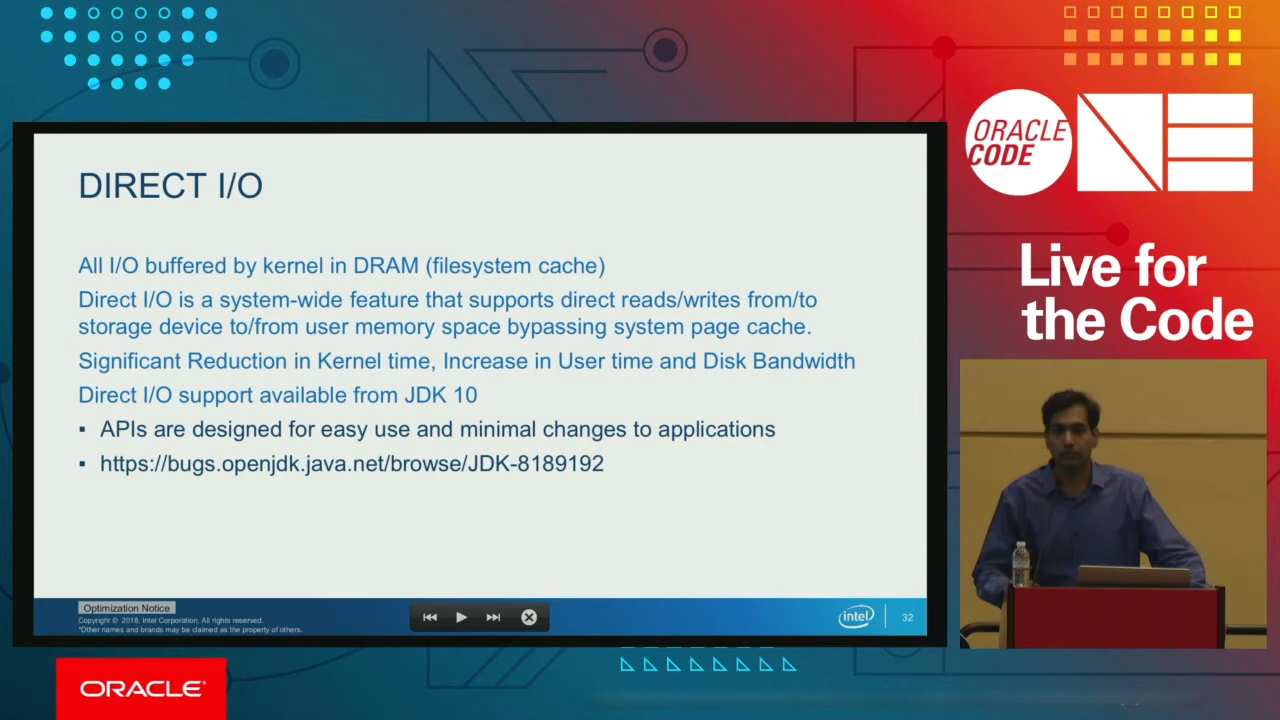 DIRECT I/O
All I/O buffered by kernel in DRAM (filesystem cache)
Direct I/O is a system-wide feature that supports direct reads/writes from/to
storage device to/from user memory space bypassing system page cache.
Significant Reduction in Kernel time, Increase in User time and Disk Bandwidth
Direct I/O support available from JDK 10
▪ APIs are designed for easy use and minimal changes to applications
▪ https://bugs.openjdk.java.net/browse/JDK-8189192
Optimization Notice
Copyright © 2018, Intel Corporation. All rights reserved.
*Other names and brands may be claimed as the property of others.
intel
32
ORACLE
CODE
ONE
Live for
the Code
ORACLE®